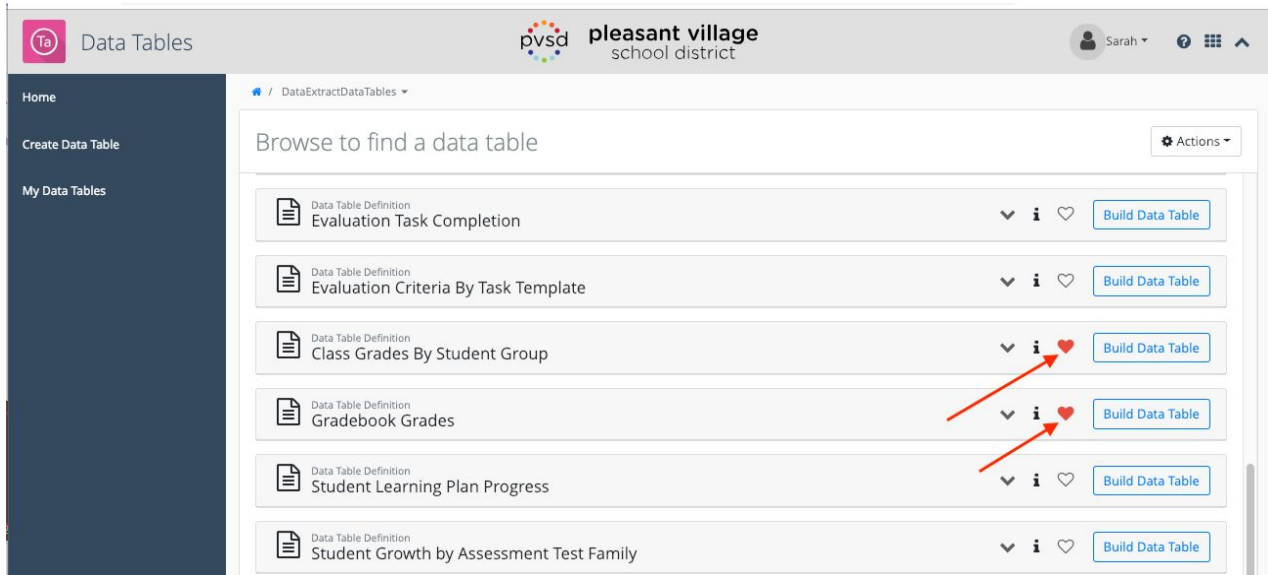 Ta
Data Tables
pvsd
pleasant village
school district
Sarah
Home
Create Data Table
My Data Tables
/ DataExtractDataTables
Browse to find a data table
Actions
Data Table Definition
Evaluation Task Completion
Build Data Table
Data Table Definition
Evaluation Criteria By Task Template
Build Data Table
Data Table Definition
Class Grades By Student Group
Build Data Table
Data Table Definition
Gradebook Grades
Build Data Table
Data Table Definition
Student Learning Plan Progress
Build Data Table
Data Table Definition
Student Growth by Assessment Test Family
Build Data Table